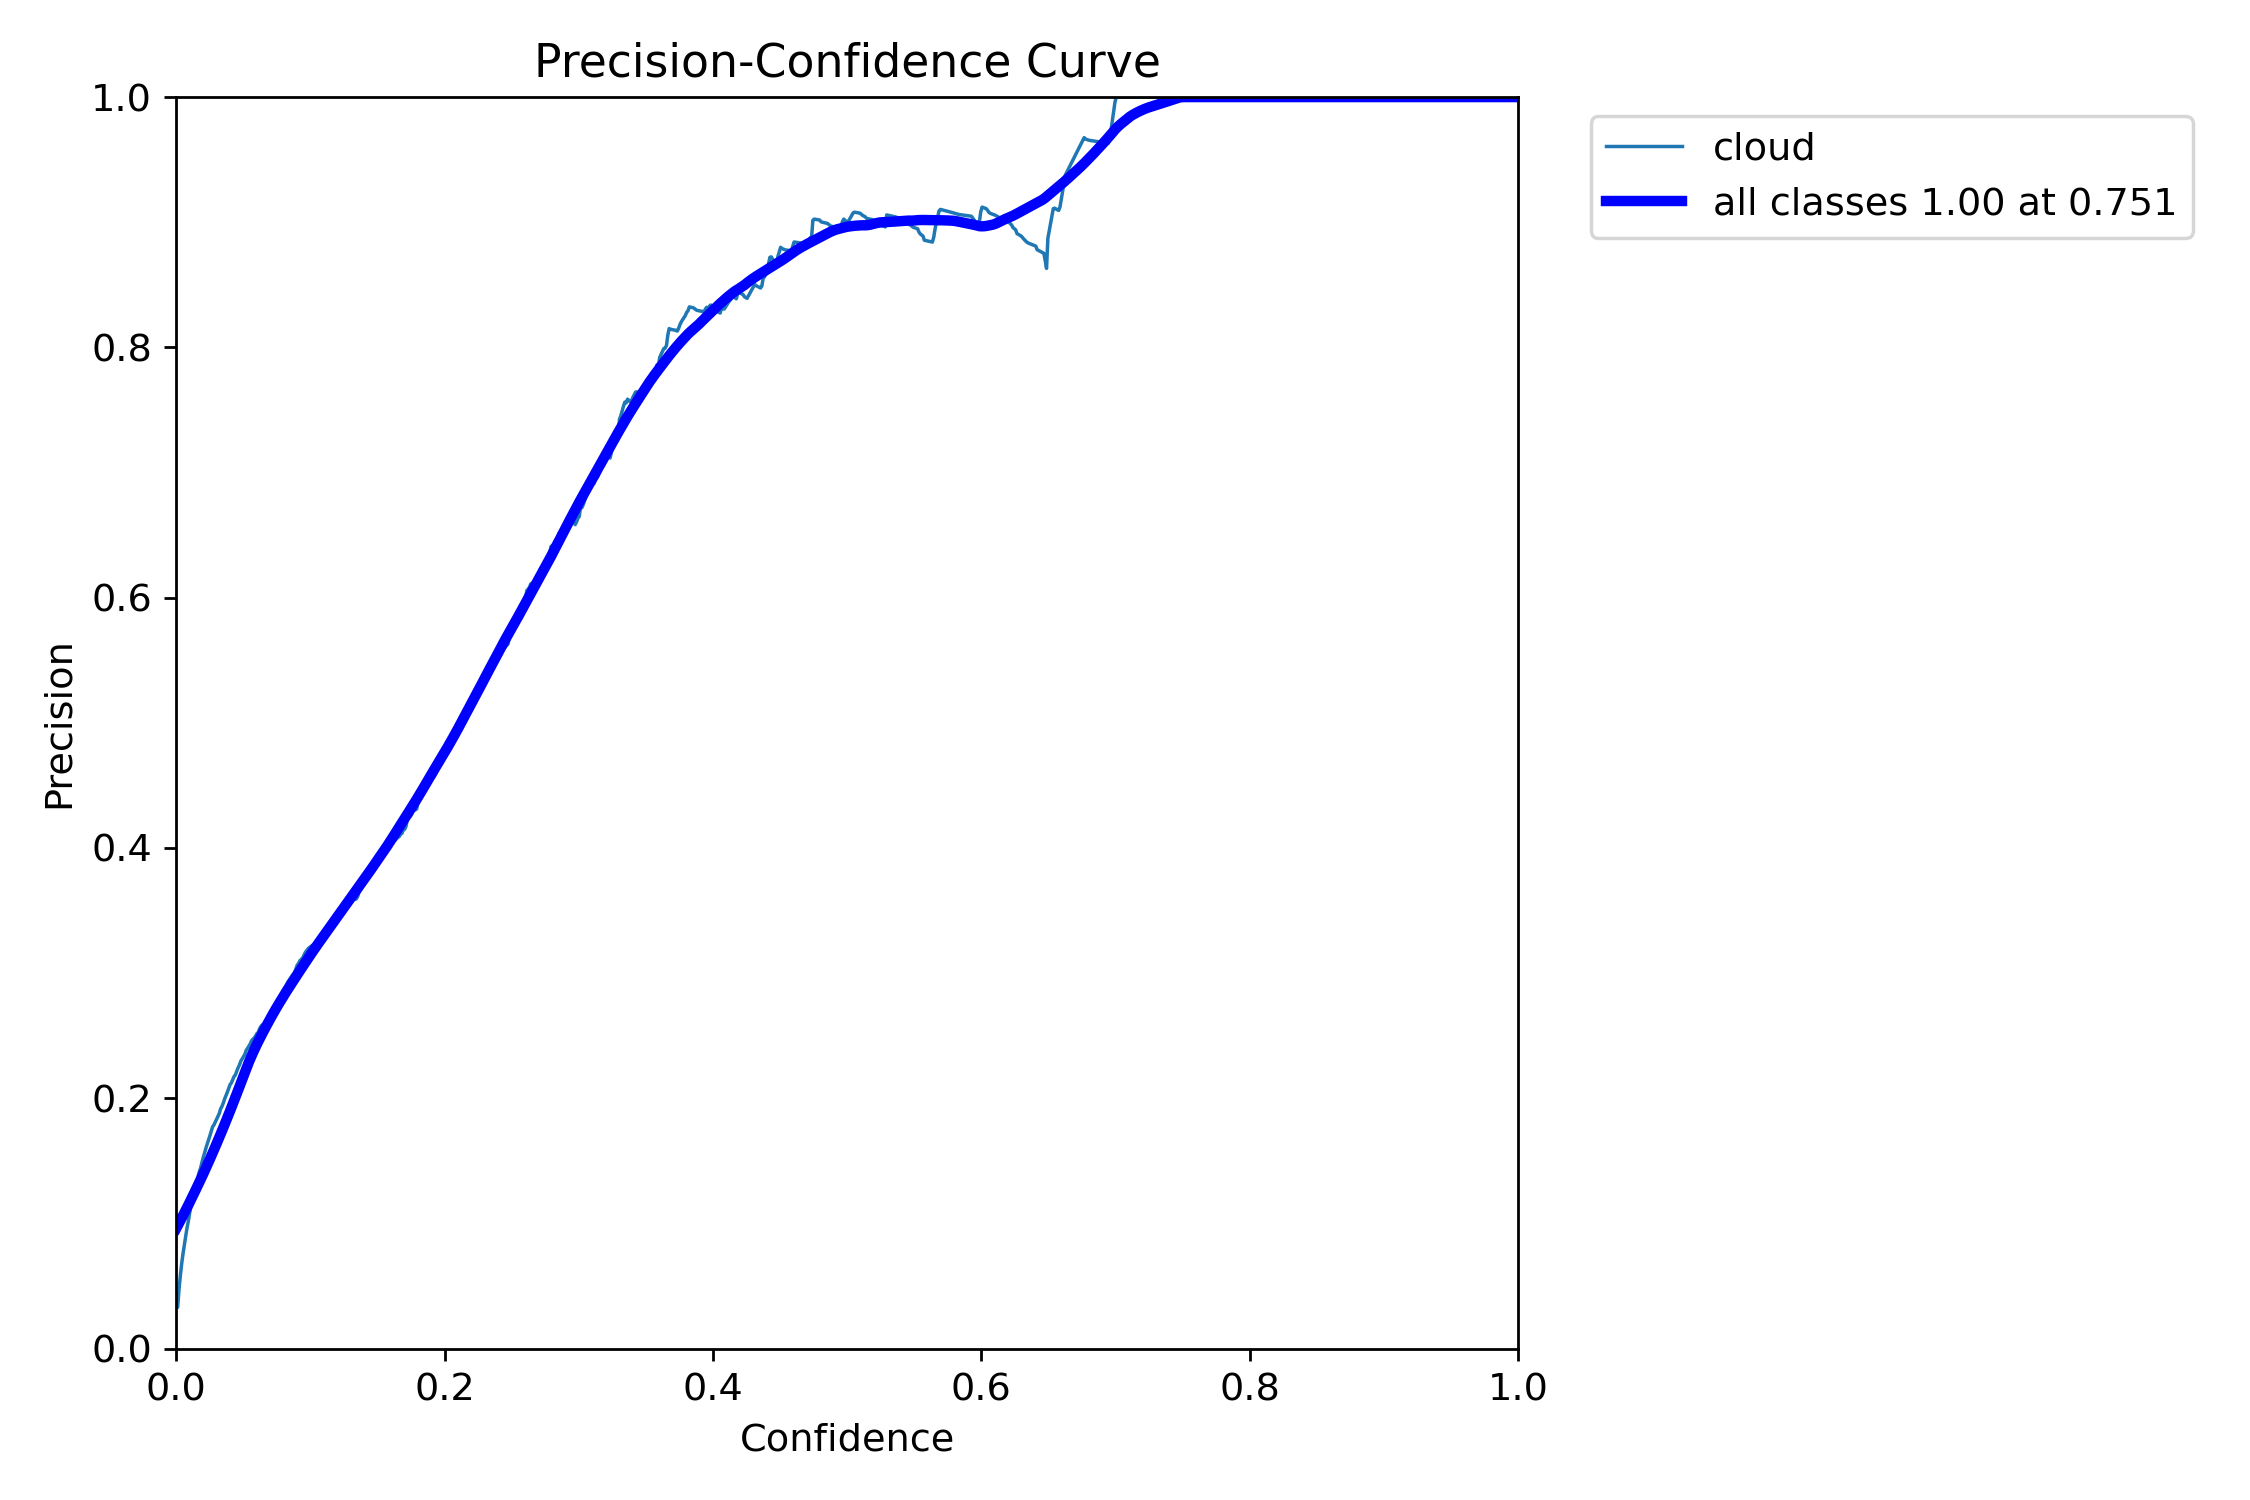 Precision-Confidence Curve
1.0
0.8
0.6
0.4
0.2
0.0
Precision
0.0 0.2 0.4 0.6 0.8 1.0
Confidence
cloud
all classes 1.00 at 0.751